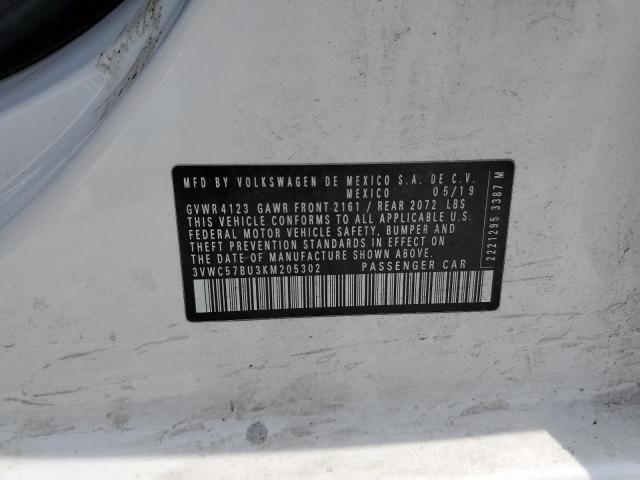 MFD BY VOLKSWAGEN DE MEXICO S.A. DE C.V.
MEXICO 05/19
GVWR 4123 GAWR FRONT 2161 / REAR 2072 LBS
THIS VEHICLE CONFORMS TO ALL APPLICABLE U.S.
FEDERAL MOTOR VEHICLE SAFETY, BUMPER AND
THEFT PREVENTION STANDARDS IN EFFECT ON
THE DATE OF MANUFACTURE SHOWN ABOVE.
3VWC57BU3KM205302 PASSENGER CAR
2221295 3387 M